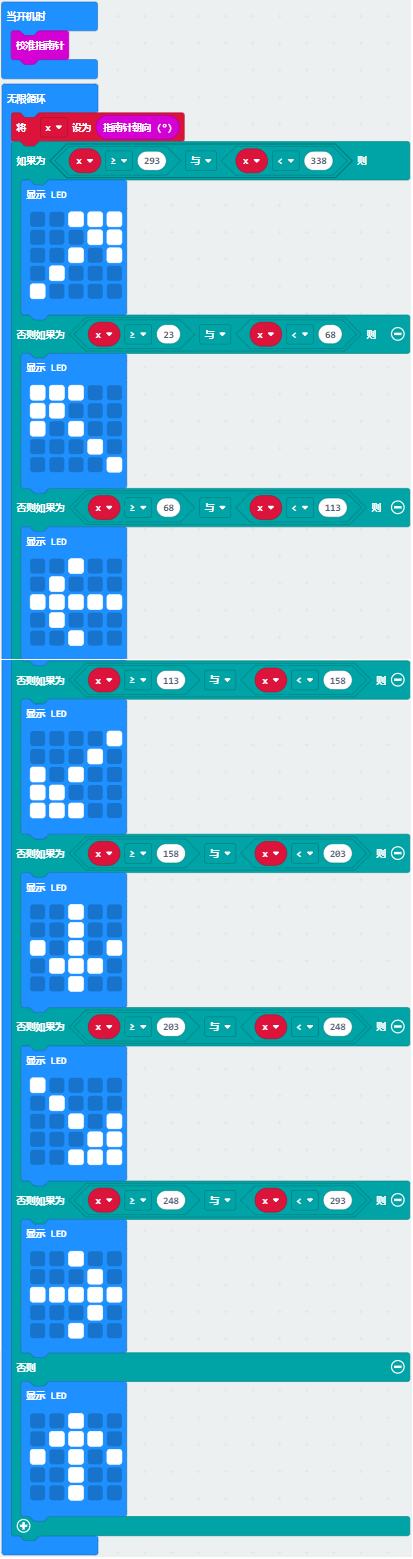 当开机时
校准指南针
无限循环
将 x 设为 指南针朝向 (°)
如果为 x ≥ 293 与 x < 338 则
显示 LED
否则如果为 x ≥ 23 与 x < 68 则
显示 LED
否则如果为 x ≥ 68 与 x < 113 则
显示 LED
否则如果为 x ≥ 113 与 x < 158 则
显示 LED
否则如果为 x ≥ 158 与 x < 203 则
显示 LED
否则如果为 x ≥ 203 与 x < 248 则
显示 LED
否则如果为 x ≥ 248 与 x < 293 则
显示 LED
否则
显示 LED